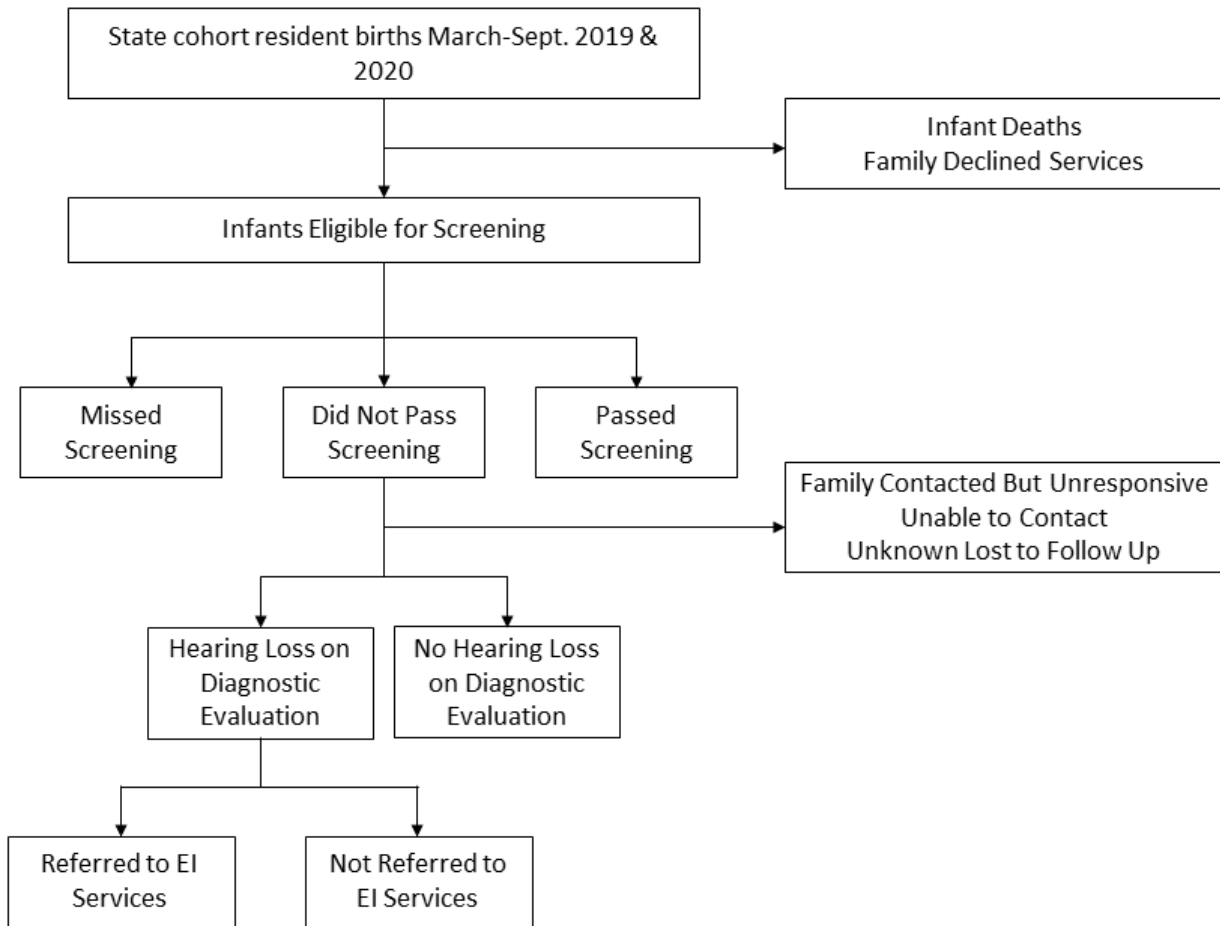 State cohort resident births March-Sept. 2019 &
2020
Infant Deaths
Family Declined Services
Infants Eligible for Screening
Missed
Screening
Did Not Pass
Screening
Passed
Screening
Family Contacted But Unresponsive
Unable to Contact
Unknown Lost to Follow Up
Hearing Loss on
Diagnostic
Evaluation
No Hearing Loss
on Diagnostic
Evaluation
Referred to EI
Services
Not Referred to
EI Services